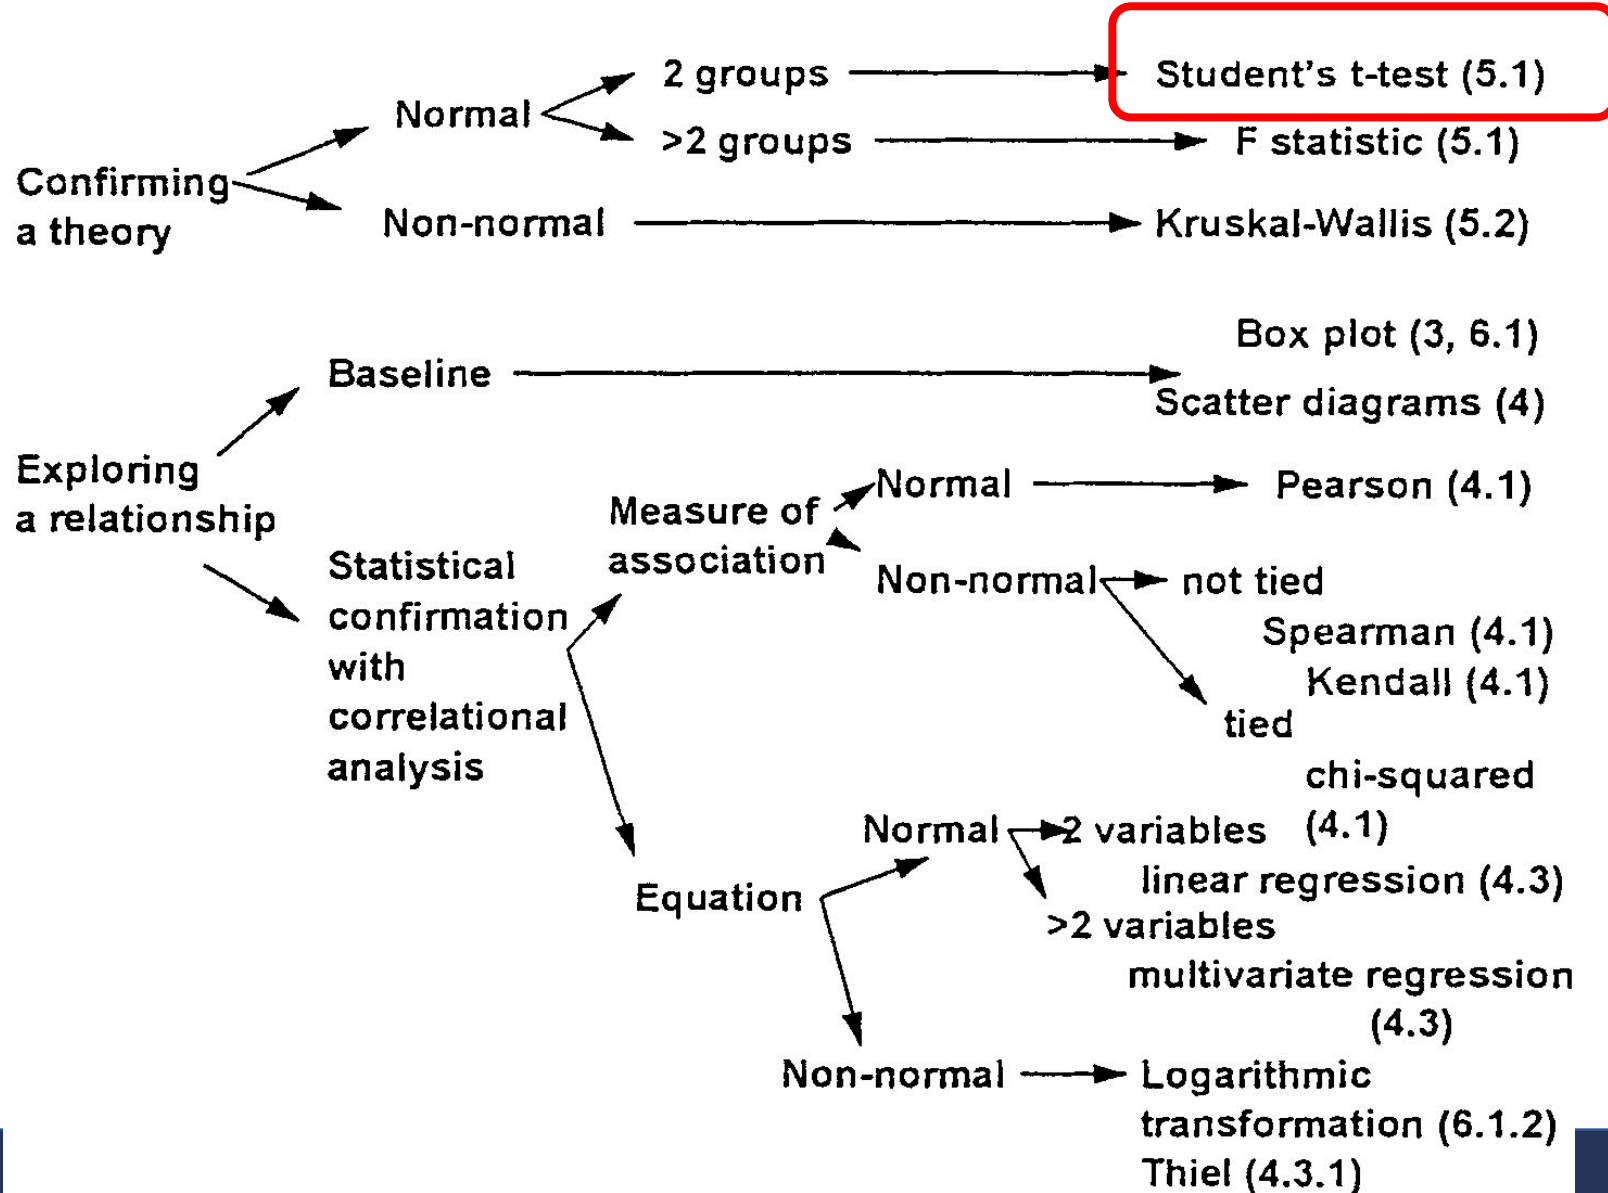 2 groups
Student's t-test (5.1)
Normal
>2 groups
F statistic (5.1)
Confirming
a theory
Non-normal
Kruskal-Wallis (5.2)
Box plot (3, 6.1)
Baseline
Scatter diagrams (4)
Exploring
a relationship
Statistical
confirmation
with
correlational
analysis
Measure of
association
Normal
Pearson (4.1)
Non-normal
not tied
Spearman (4.1)
Kendall (4.1)
tied
chi-squared
(4.1)
Equation
Normal
2 variables
linear regression (4.3)
>2 variables
multivariate regression
(4.3)
Non-normal
Logarithmic
transformation (6.1.2)
Thiel (4.3.1)